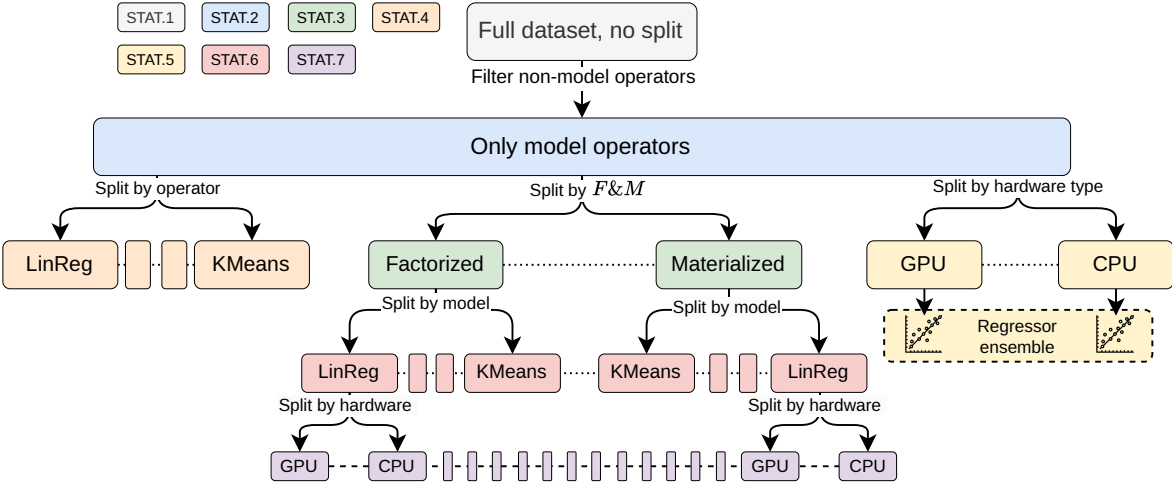 STAT.1 STAT.2 STAT.3 STAT.4
STAT.5 STAT.6 STAT.7
Full dataset, no split
Filter non-model operators
Only model operators
Split by operator
Split by F&M
Split by hardware type
LinReg KMeans
Factorized Materialized
GPU CPU
Split by model Split by model
Regressor
ensemble
LinReg KMeans KMeans LinReg
Split by hardware Split by hardware
GPU CPU GPU CPU